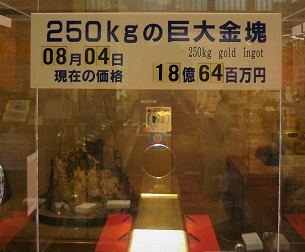 250kgの巨大金塊
250kg gold ingot
08月04日
現在の価格
18億64百万円